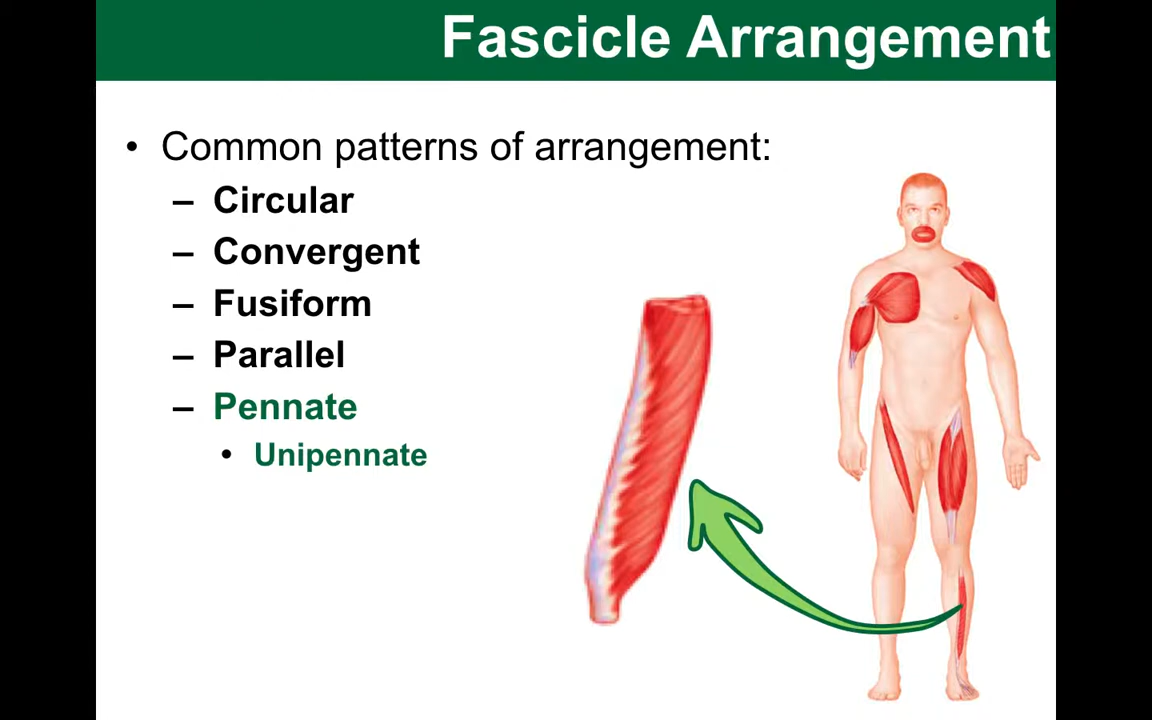 Fascicle Arrangement
• Common patterns of arrangement:
– Circular
– Convergent
– Fusiform
– Parallel
– Pennate
• Unipennate